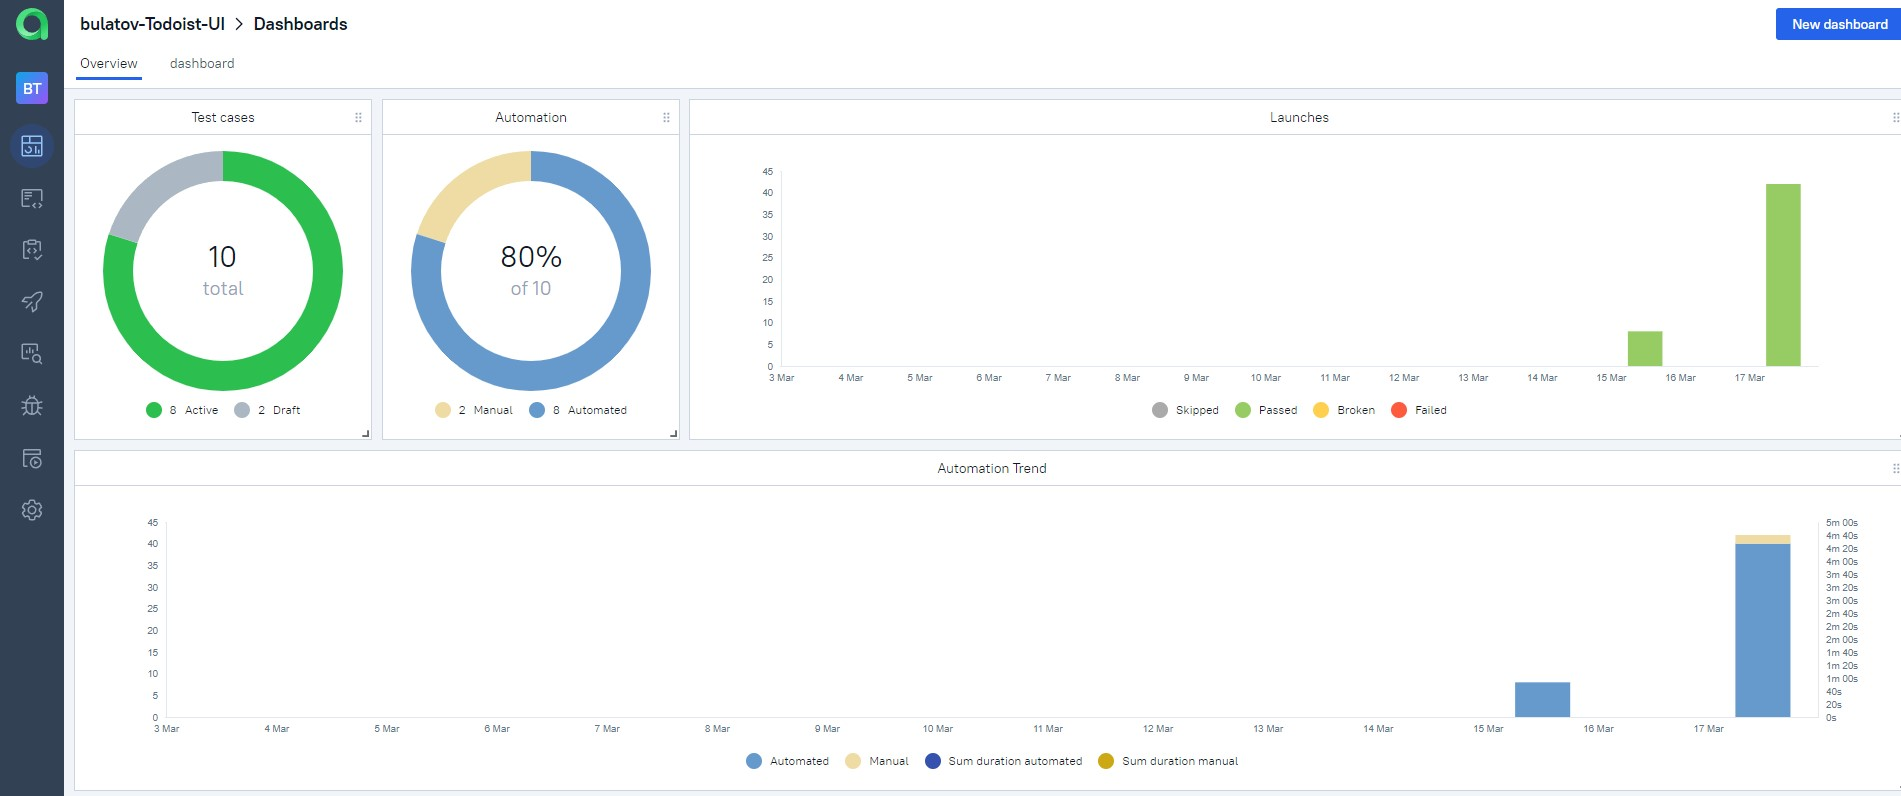 bulatov-Todoist-UI > Dashboards
New dashboard
Overview dashboard
BT
Test cases
10
total
8 Active 2 Draft
Automation
80%
of 10
2 Manual 8 Automated
Launches
45
40
35
30
25
20
15
10
5
0
3 Mar 4 Mar 5 Mar 6 Mar 7 Mar 8 Mar 9 Mar 10 Mar 11 Mar 12 Mar 13 Mar 14 Mar 15 Mar 16 Mar 17 Mar
Skipped Passed Broken Failed
Automation Trend
45
40
35
30
25
20
15
10
5
0
5m 00s
4m 40s
4m 20s
4m 00s
3m 40s
3m 20s
3m 00s
2m 40s
2m 20s
2m 00s
1m 40s
1m 20s
1m 00s
40s
20s
0s
3 Mar 4 Mar 5 Mar 6 Mar 7 Mar 8 Mar 9 Mar 10 Mar 11 Mar 12 Mar 13 Mar 14 Mar 15 Mar 16 Mar 17 Mar
Automated Manual Sum duration automated Sum duration manual